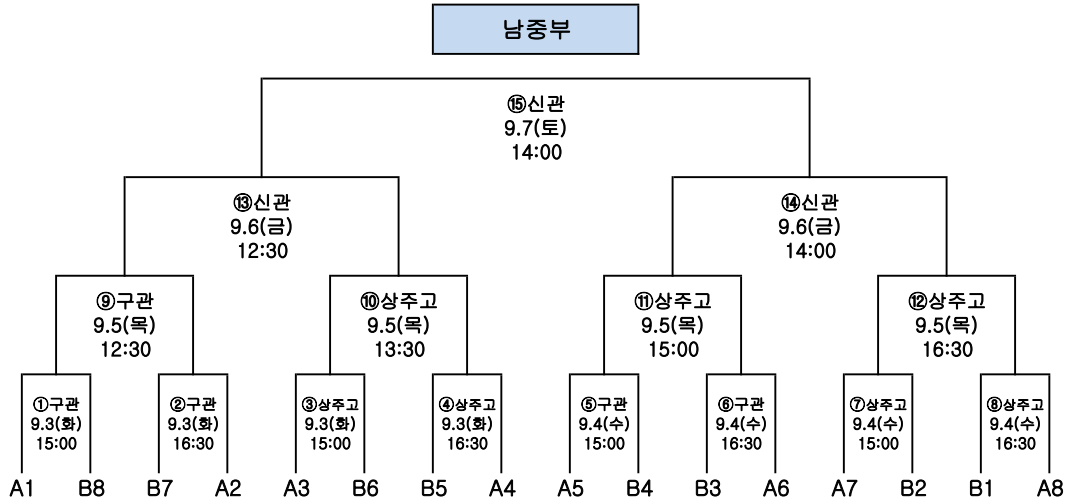 남중부
⑮신관
9.7(토)
14:00
⑬신관
9.6(금)
12:30
⑭신관
9.6(금)
14:00
⑨구관
9.5(목)
12:30
⑩상주고
9.5(목)
13:30
⑪상주고
9.5(목)
15:00
⑫상주고
9.5(목)
16:30
①구관
9.3(화)
15:00
②구관
9.3(화)
16:30
③상주고
9.3(화)
15:00
④상주고
9.3(화)
16:30
⑤구관
9.4(수)
15:00
⑥구관
9.4(수)
16:30
⑦상주고
9.4(수)
15:00
⑧상주고
9.4(수)
16:30
A1 B8 B7 A2 A3 B6 B5 A4 A5 B4 B3 A6 A7 B2 B1 A8